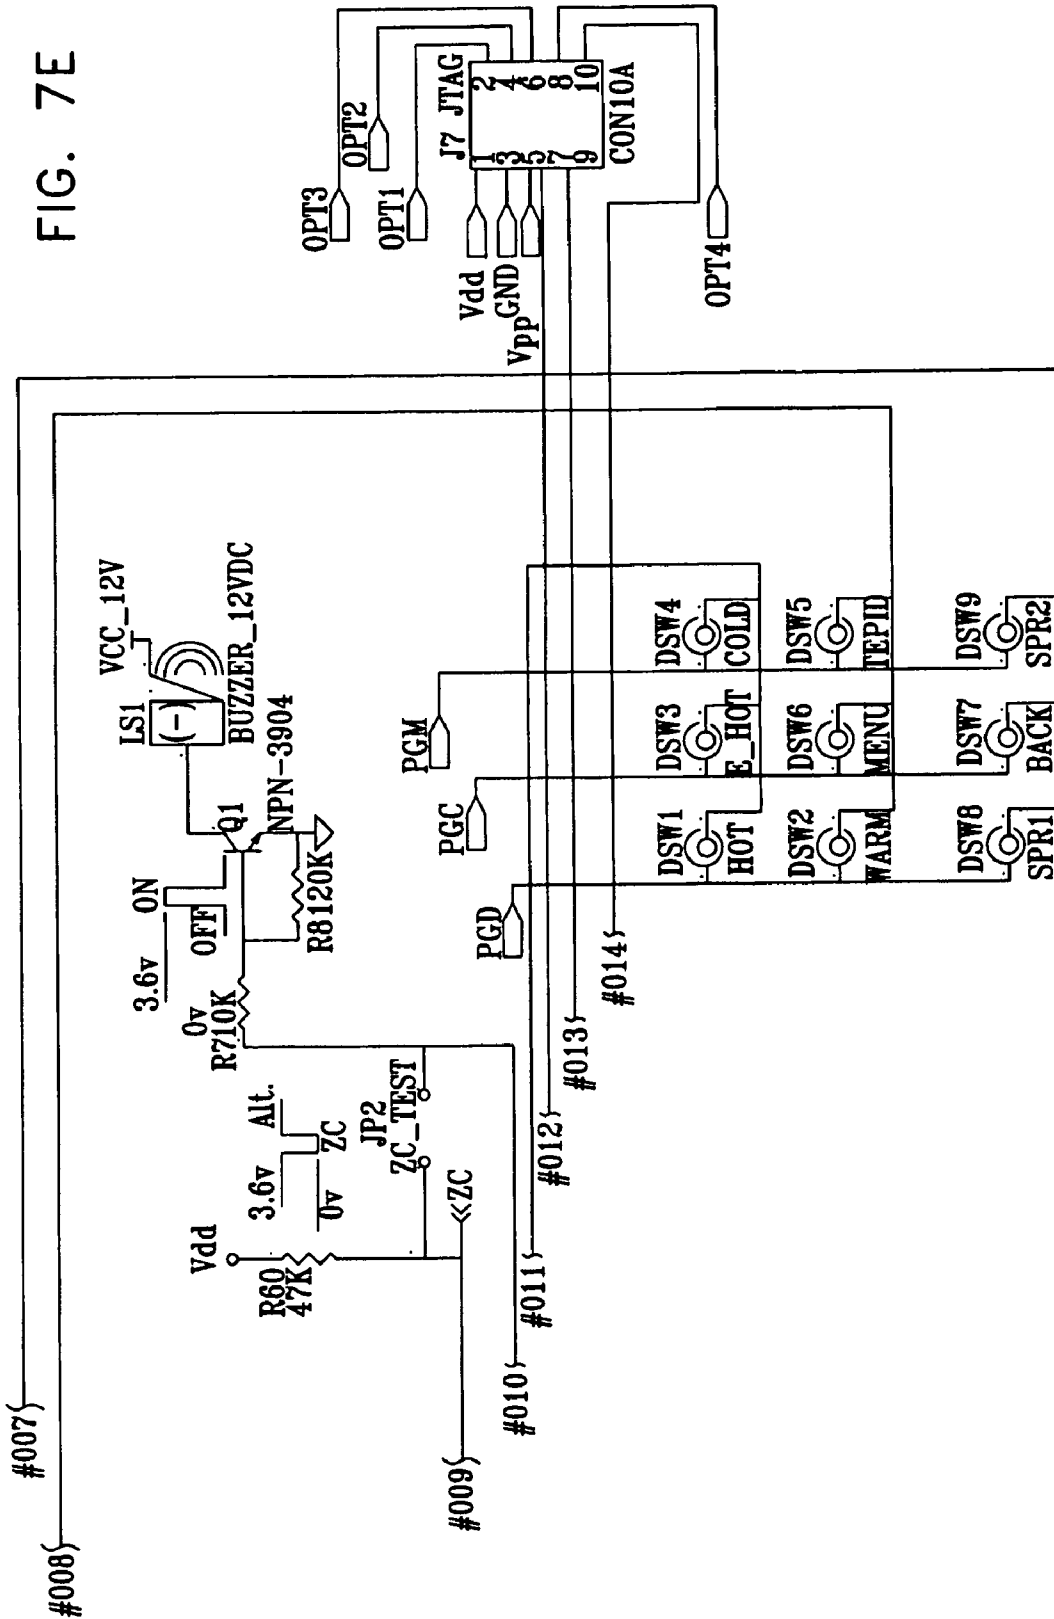 FIG. 7E
#007
#008
VCC_12V
LS1
(-)
BUZZER_12VDC
3.6v
ON
OFF
0v
Q1
NPN-3904
R710K
R8120K
Vdd
R60
47K
3.6v
Alt.
0v
ZC
JP2
ZC_TEST
<<ZC
#009
#010
#011
#012
#013
#014
OPT3
OPT2
OPT1
Vdd
GND
Vpp
J7 JTAG
1 2
3 4
5 6
7 8
9 10
CON10A
OPT4
PGD
PGC
PGM
DSW1
HOT
DSW3
E_HOT
DSW4
COLD
DSW2
WARM
DSW6
MENU
DSW5
TEPID
DSW8
SPR1
DSW7
BACK
DSW9
SPR2